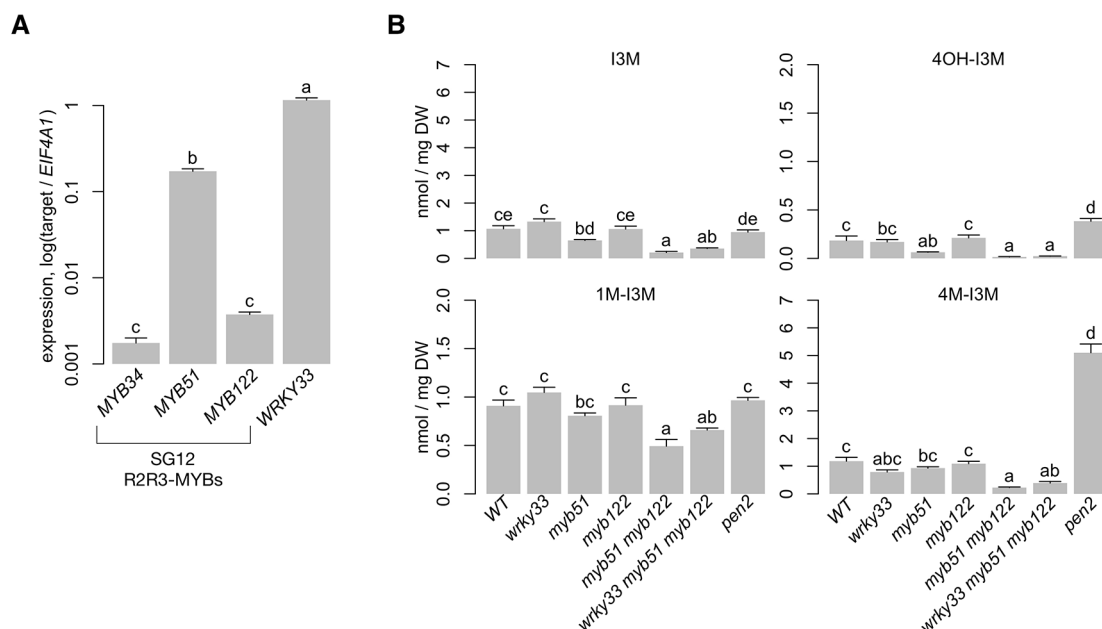 A
expression, log(target / EIF4A1)
1
0.1
0.01
0.001
a
b
c
c
MYB34
MYB51
MYB122
WRKY33
SG12
R2R3-MYBs
B
I3M
nmol / mg DW
7
6
5
4
3
2
1
0
ce
c
bd
ce
a
ab
de
4OH-I3M
2.0
1.5
1.0
0.5
0.0
c
bc
ab
c
a
a
d
1M-I3M
nmol / mg DW
2.0
1.5
1.0
0.5
0.0
c
c
bc
c
a
ab
c
WT
wrky33
myb51
myb122
myb51 myb122
wrky33 myb51 myb122
pen2
4M-I3M
7
6
5
4
3
2
1
0
c
abc
bc
c
a
ab
d
WT
wrky33
myb51
myb122
myb51 myb122
wrky33 myb51 myb122
pen2